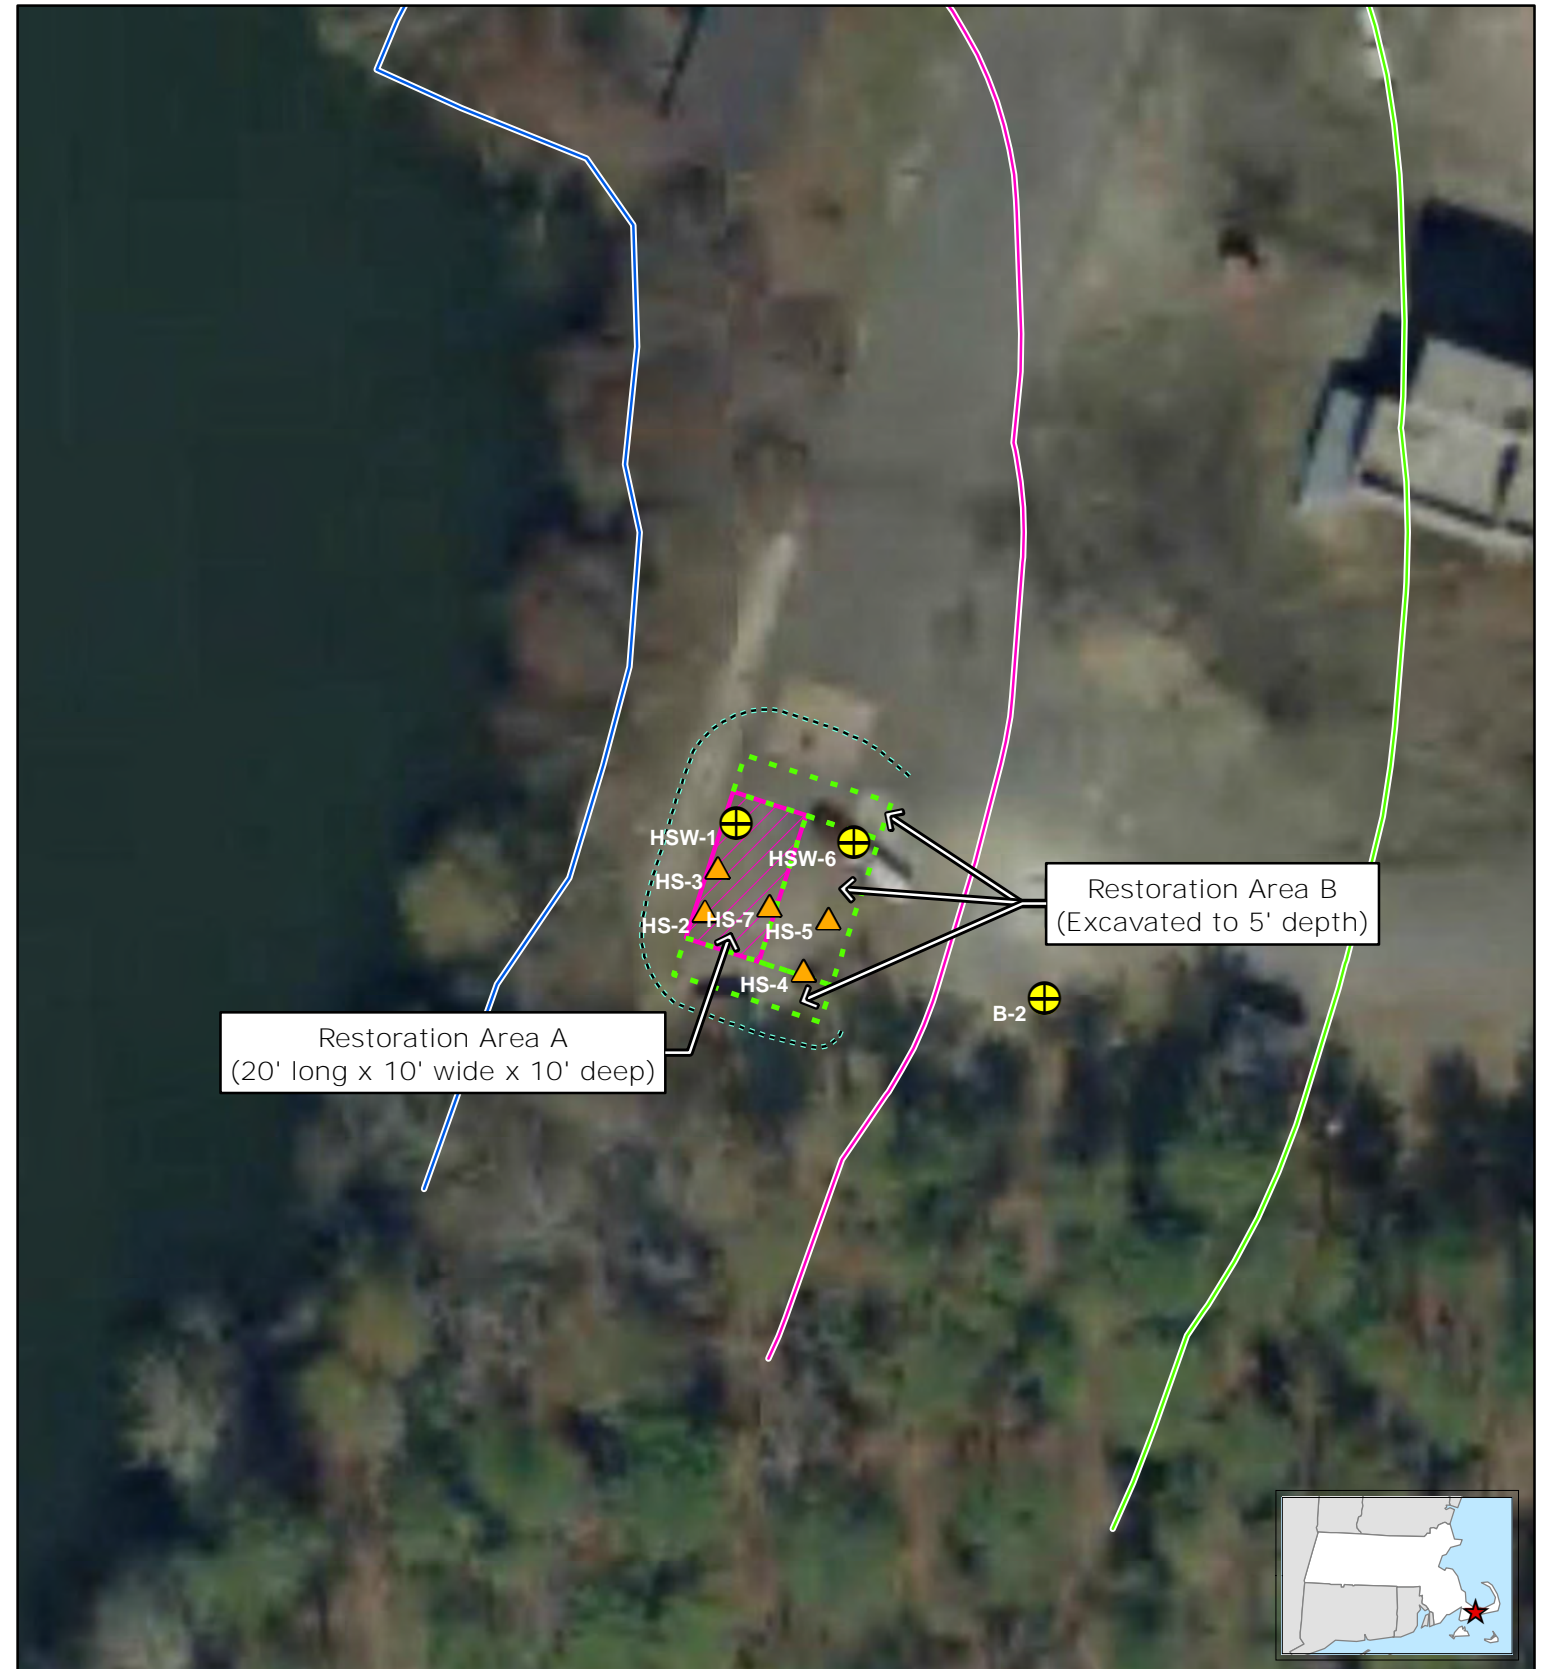 HSW-1
HSW-6
HS-3
HS-2
HS-7
HS-5
HS-4
Restoration Area B
(Excavated to 5' depth)
B-2
Restoration Area A
(20' long x 10' wide x 10' deep)